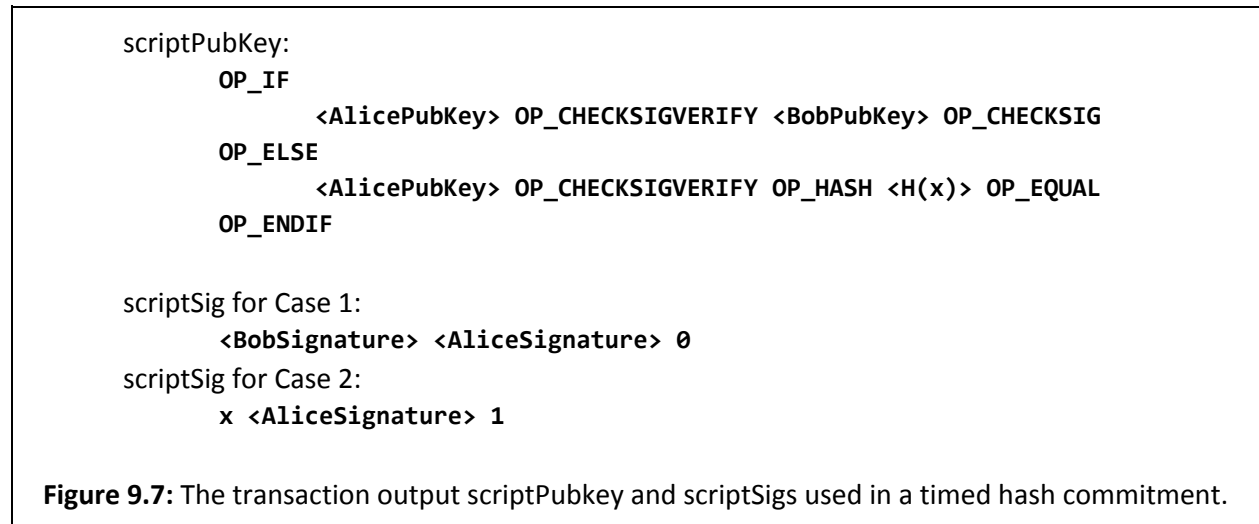 scriptPubKey:
OP_IF
<AlicePubKey> OP_CHECKSIGVERIFY <BobPubKey> OP_CHECKSIG
OP_ELSE
<AlicePubKey> OP_CHECKSIGVERIFY OP_HASH <H(x)> OP_EQUAL
OP_ENDIF
scriptSig for Case 1:
<BobSignature> <AliceSignature> 0
scriptSig for Case 2:
x <AliceSignature> 1
Figure 9.7: The transaction output scriptPubkey and scriptSigs used in a timed hash commitment.